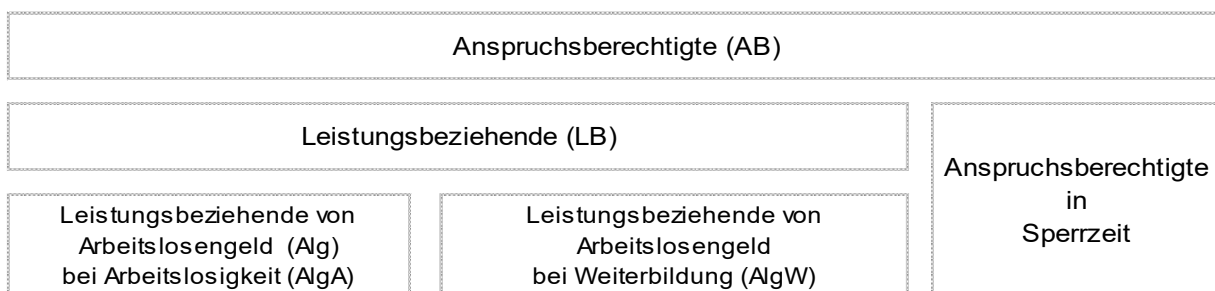 Anspruchsberechtigte (AB)
Leistungsbeziehende (LB)
Anspruchsberechtigte
in
Sperrzeit
Leistungsbeziehende von
Arbeitslosengeld (Alg)
bei Arbeitslosigkeit (AlgA)
Leistungsbeziehende von
Arbeitslosengeld
bei Weiterbildung (AlgW)